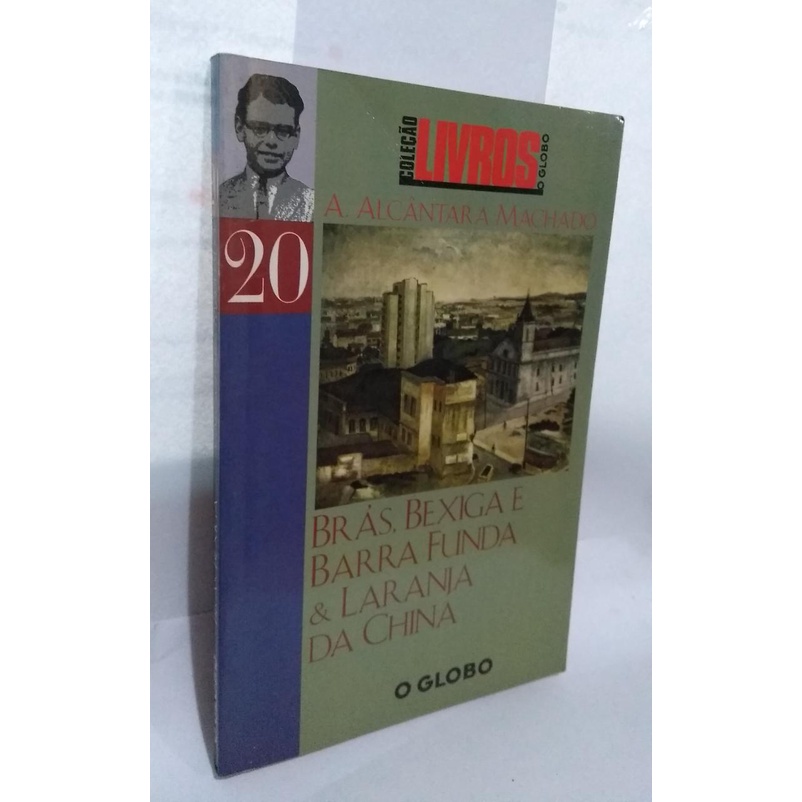 COLEÇÃO
LIVROS
O GLOBO
A. ALCÂNTARA MACHADO
20
BRÁS, BEXIGA E
BARRA FUNDA
& LARANJA
DA CHINA
O GLOBO